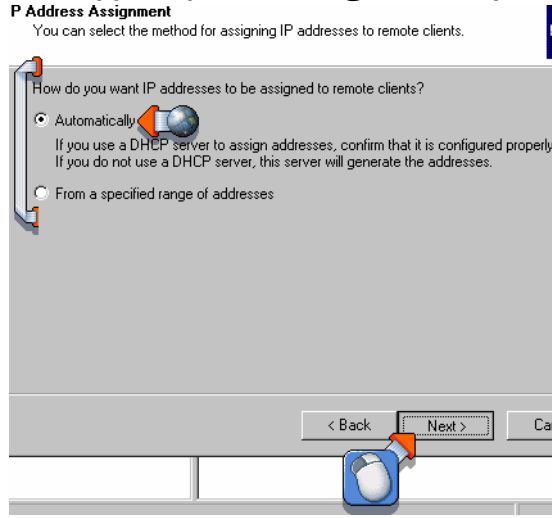 P Address Assignment
You can select the method for assigning IP addresses to remote clients.
How do you want IP addresses to be assigned to remote clients?
Automatically
If you use a DHCP server to assign addresses, confirm that it is configured properly
If you do not use a DHCP server, this server will generate the addresses.
From a specified range of addresses
< Back
Next >
Ca